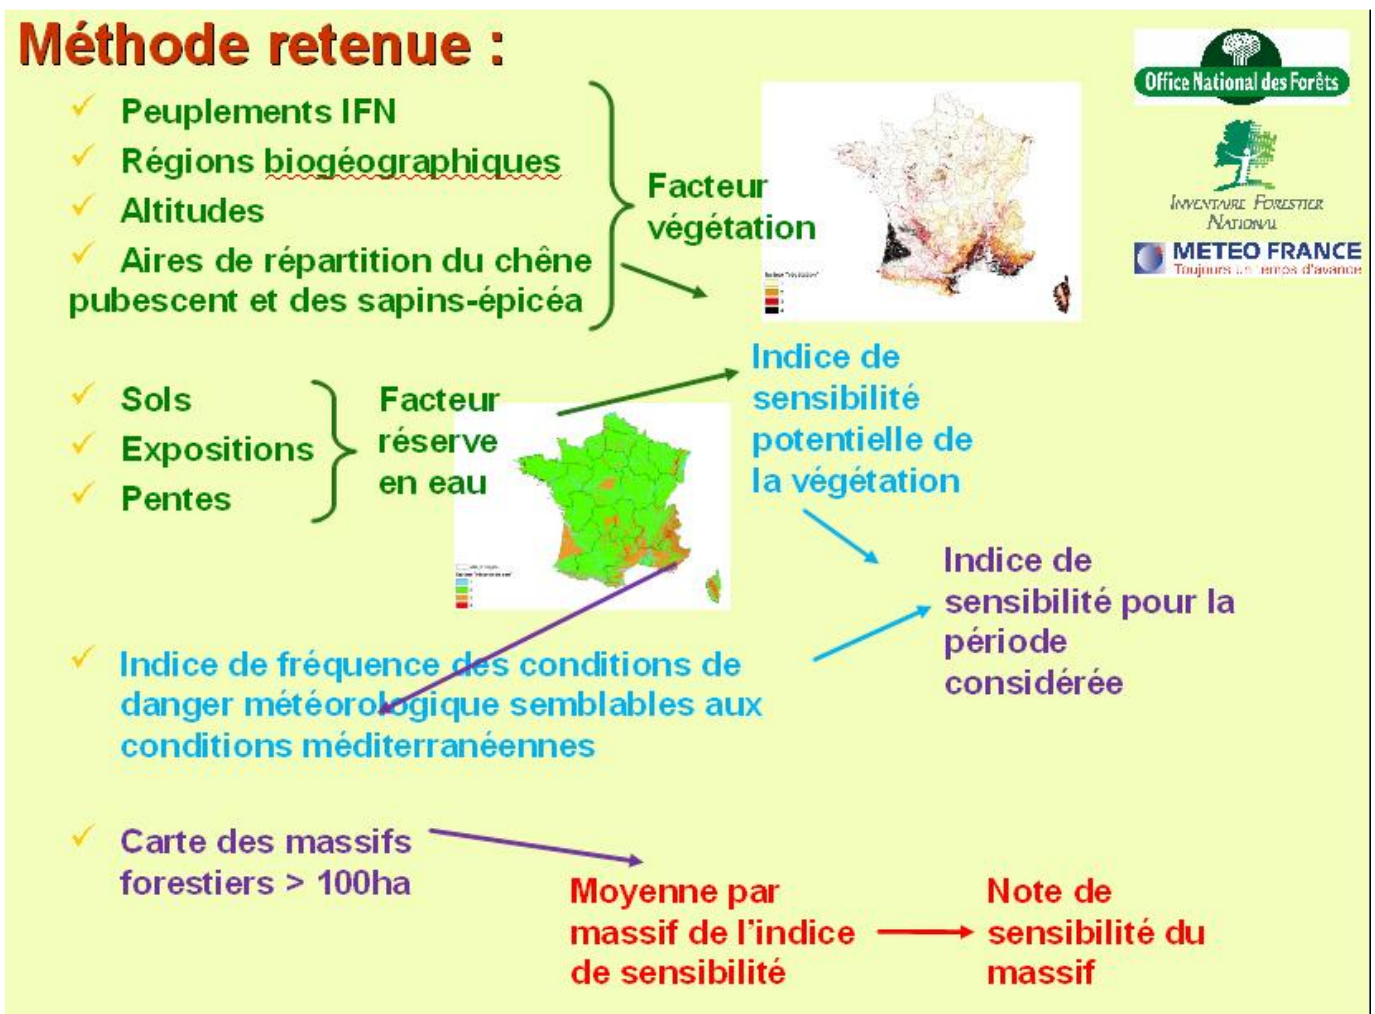 Méthode retenue :
Peuplements IFN
Régions biogéographiques
Altitudes
Aires de répartition du chêne
pubescent et des sapins-épicéa
Facteur
végétation
Office National des Forêts
INVENTAIRE FORESTIER
NATIONAL
METEO FRANCE
Toujours un temps d'avance
Sols
Expositions
Pentes
Facteur
réserve
en eau
Indice de
sensibilité
potentielle de
la végétation
Indice de
sensibilité pour la
période
considérée
Indice de fréquence des conditions de
danger météorologique semblables aux
conditions méditerranéennes
Carte des massifs
forestiers > 100ha
Moyenne par
massif de l'indice
de sensibilité
Note de
sensibilité du
massif